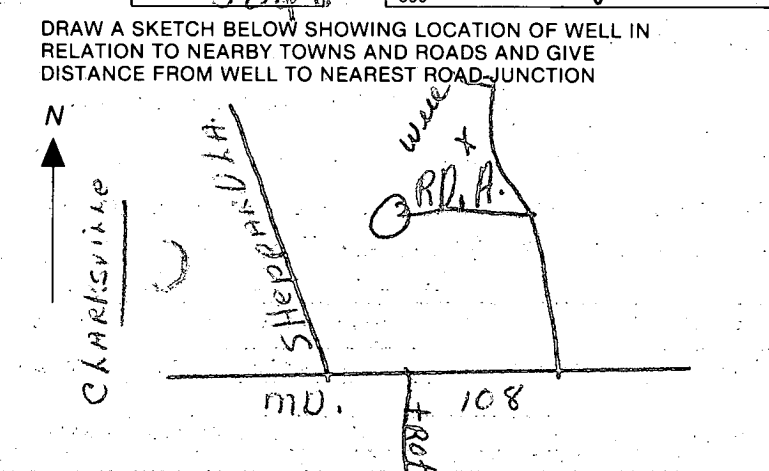 DRAW A SKETCH BELOW SHOWING LOCATION OF WELL IN
RELATION TO NEARBY TOWNS AND ROADS AND GIVE
DISTANCE FROM WELL TO NEAREST ROAD JUNCTION
N
Well
X
RD. A.
SHEPPARD LA.
CLARKSVILLE
MD. 108